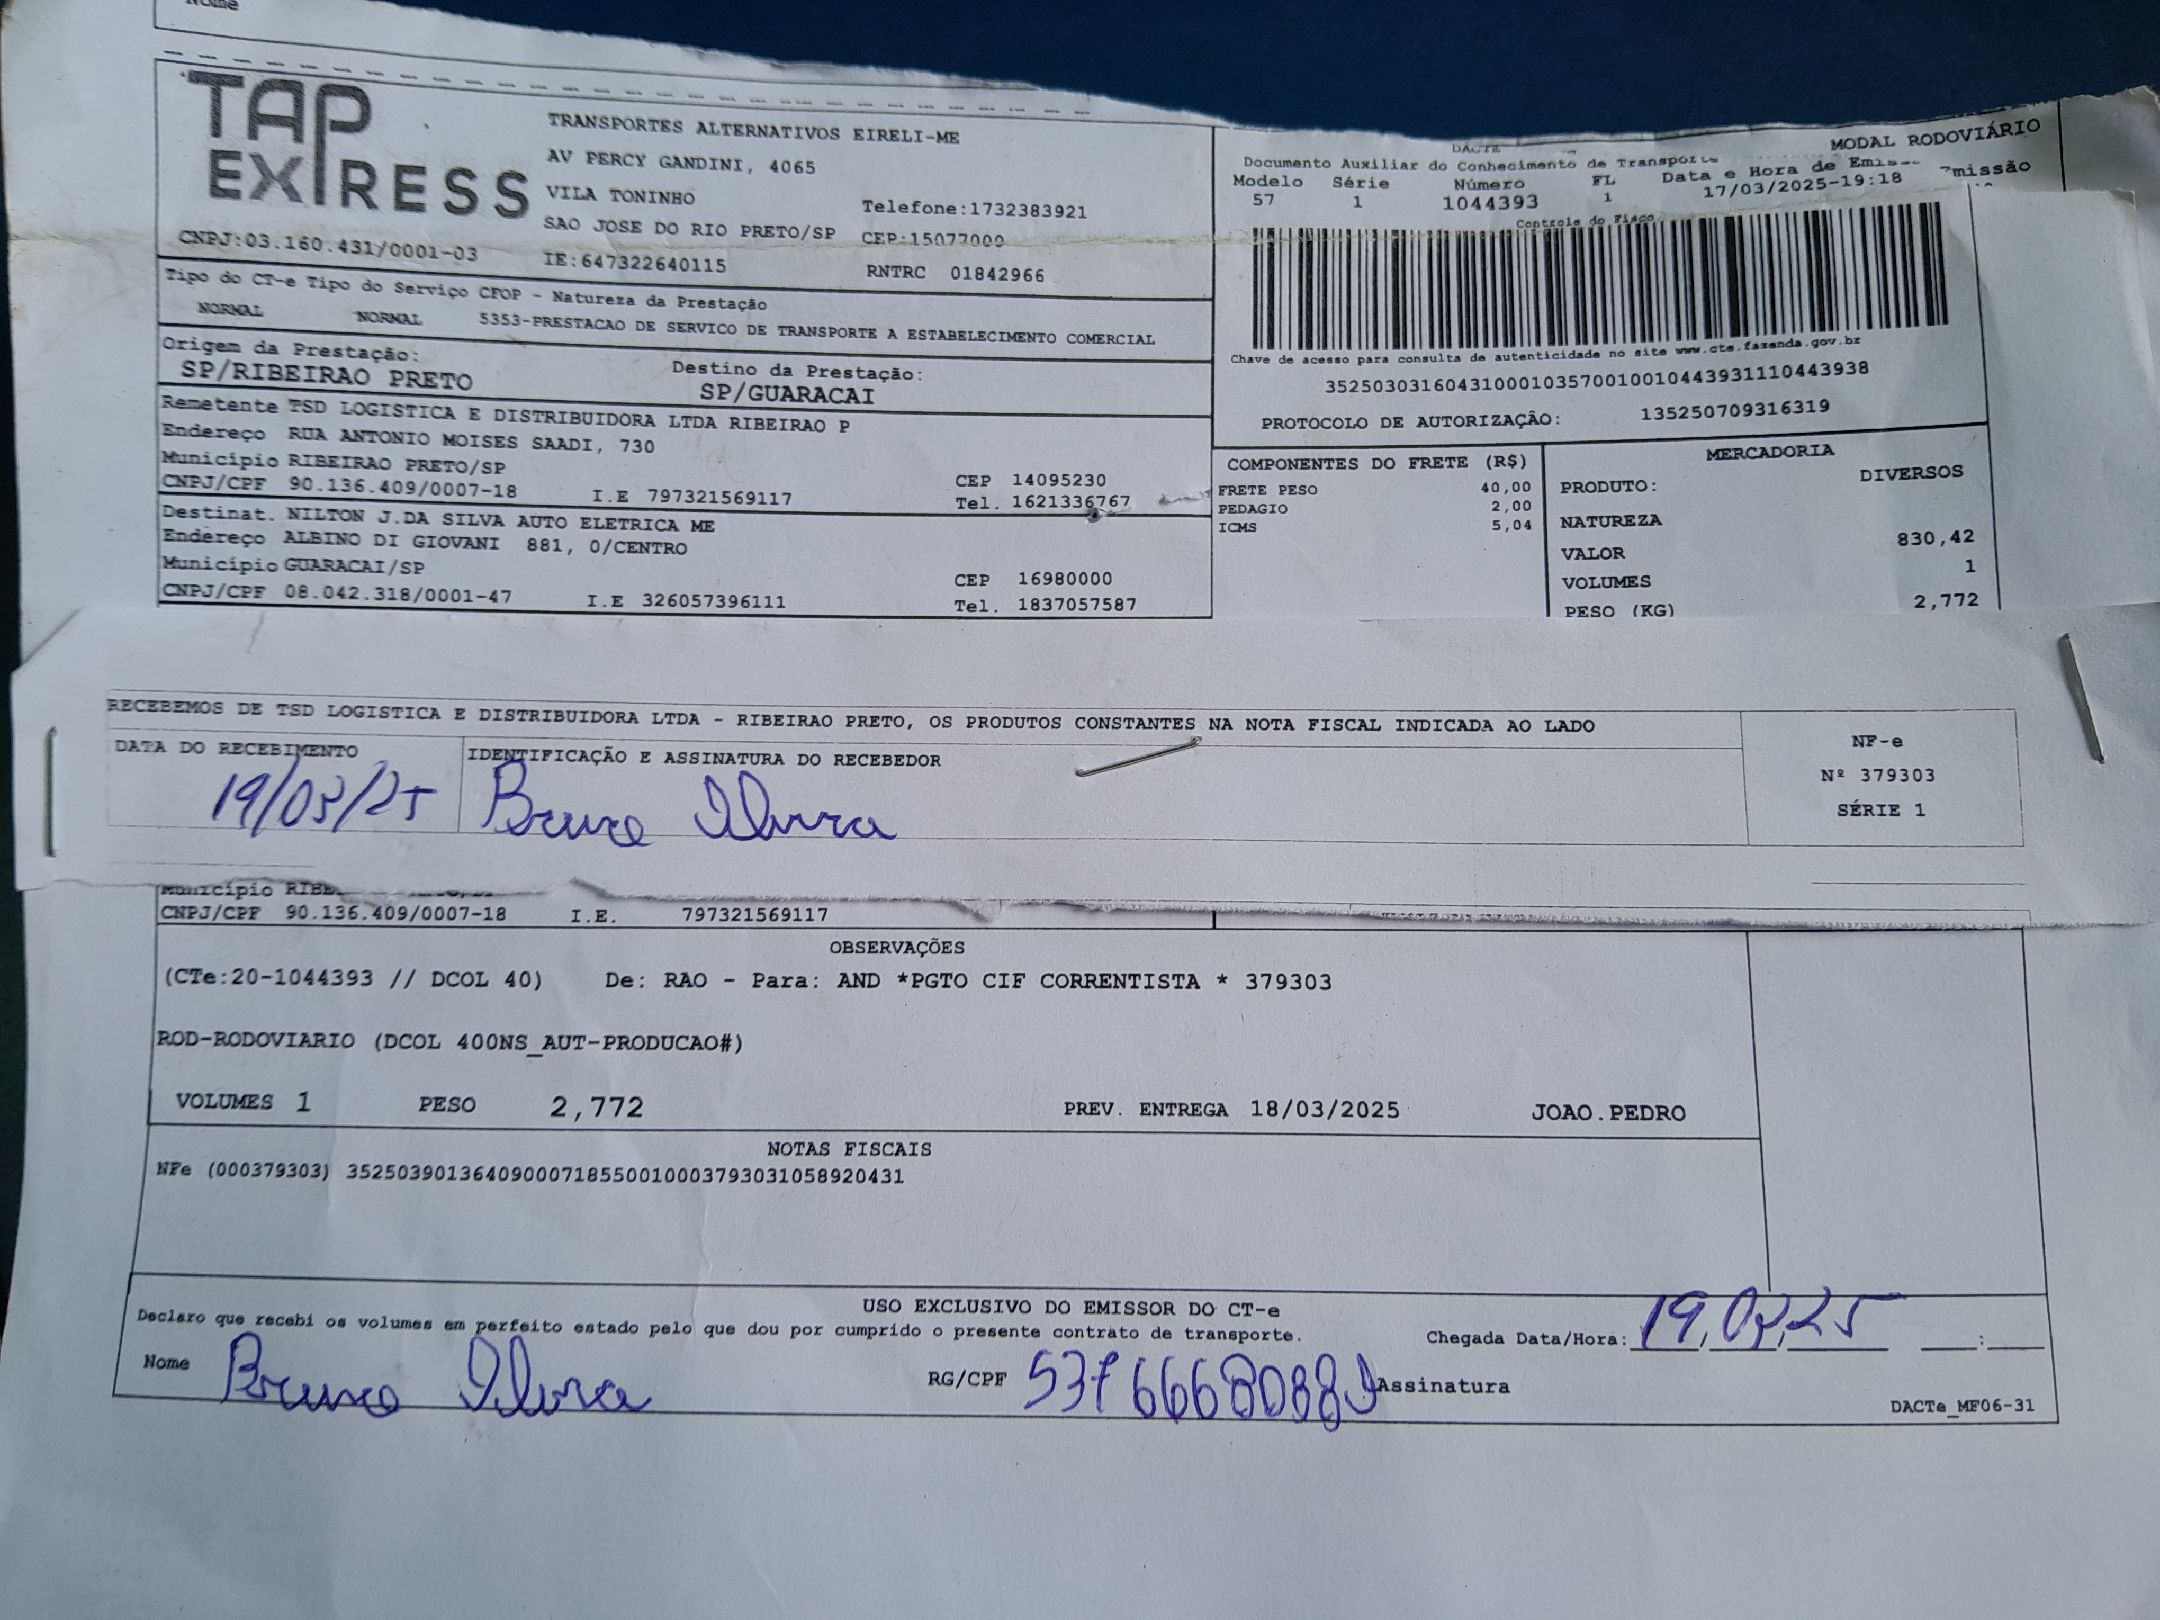 Nome
TAP EXPRESS
TRANSPORTES ALTERNATIVOS EIRELI-ME
AV PERCY GANDINI, 4065
VILA TONINHO
Telefone:1732383921
SAO JOSE DO RIO PRETO/SP CEP:15077000
CNPJ:03.160.431/0001-03 IE:647322640115 RNTRC 01842966
Tipo do CT-e Tipo do Serviço CFOP - Natureza da Prestação
NORMAL NORMAL 5353-PRESTACAO DE SERVICO DE TRANSPORTE A ESTABELECIMENTO COMERCIAL
Origem da Prestação: Destino da Prestação:
SP/RIBEIRAO PRETO SP/GUARACAI
Remetente TSD LOGISTICA E DISTRIBUIDORA LTDA RIBEIRAO P
Endereço RUA ANTONIO MOISES SAADI, 730
Município RIBEIRAO PRETO/SP CEP 14095230
CNPJ/CPF 90.136.409/0007-18 I.E 797321569117 Tel. 1621336767
Destinat. NILTON J.DA SILVA AUTO ELETRICA ME
Endereço ALBINO DI GIOVANI 881, 0/CENTRO
Município GUARACAI/SP CEP 16980000
CNPJ/CPF 08.042.318/0001-47 I.E 326057396111 Tel. 1837057587
DACTE MODAL RODOVIÁRIO
Documento Auxiliar do Conhecimento de Transporte
Modelo Série Número FL Data e Hora de Emiss
57 1 1044393 1 17/03/2025-19:18
missão
Controle do Fisco
Chave de acesso para consulta de autenticidade no site www.cte.fazenda.gov.br
35250303160431000103570010010443931110443938
PROTOCOLO DE AUTORIZAÇÃO: 135250709316319
COMPONENTES DO FRETE (R$)
FRETE PESO 40,00
PEDAGIO 2,00
ICMS 5,04
MERCADORIA
PRODUTO: DIVERSOS
NATUREZA
VALOR 830,42
VOLUMES 1
PESO (KG) 2,772
RECEBEMOS DE TSD LOGISTICA E DISTRIBUIDORA LTDA - RIBEIRAO PRETO, OS PRODUTOS CONSTANTES NA NOTA FISCAL INDICADA AO LADO
DATA DO RECEBIMENTO IDENTIFICAÇÃO E ASSINATURA DO RECEBEDOR
19/03/25 Bruno
NF-e
Nº 379303
SÉRIE 1
Município RIBE
CNPJ/CPF 90.136.409/0007-18 I.E. 797321569117
OBSERVAÇÕES
(CTe:20-1044393 // DCOL 40) De: RAO - Para: AND *PGTO CIF CORRENTISTA * 379303
ROD-RODOVIARIO (DCOL 400NS_AUT-PRODUCAO#)
VOLUMES 1 PESO 2,772 PREV. ENTREGA 18/03/2025 JOAO.PEDRO
NOTAS FISCAIS
NFe (000379303) 35250390136409000718550010003793031058920431
USO EXCLUSIVO DO EMISSOR DO CT-e
Declaro que recebi os volumes em perfeito estado pelo que dou por cumprido o presente contrato de transporte.
Chegada Data/Hora: 19,03,25 :
Nome Bruno RG/CPF Assinatura
DACTe_MF06-31